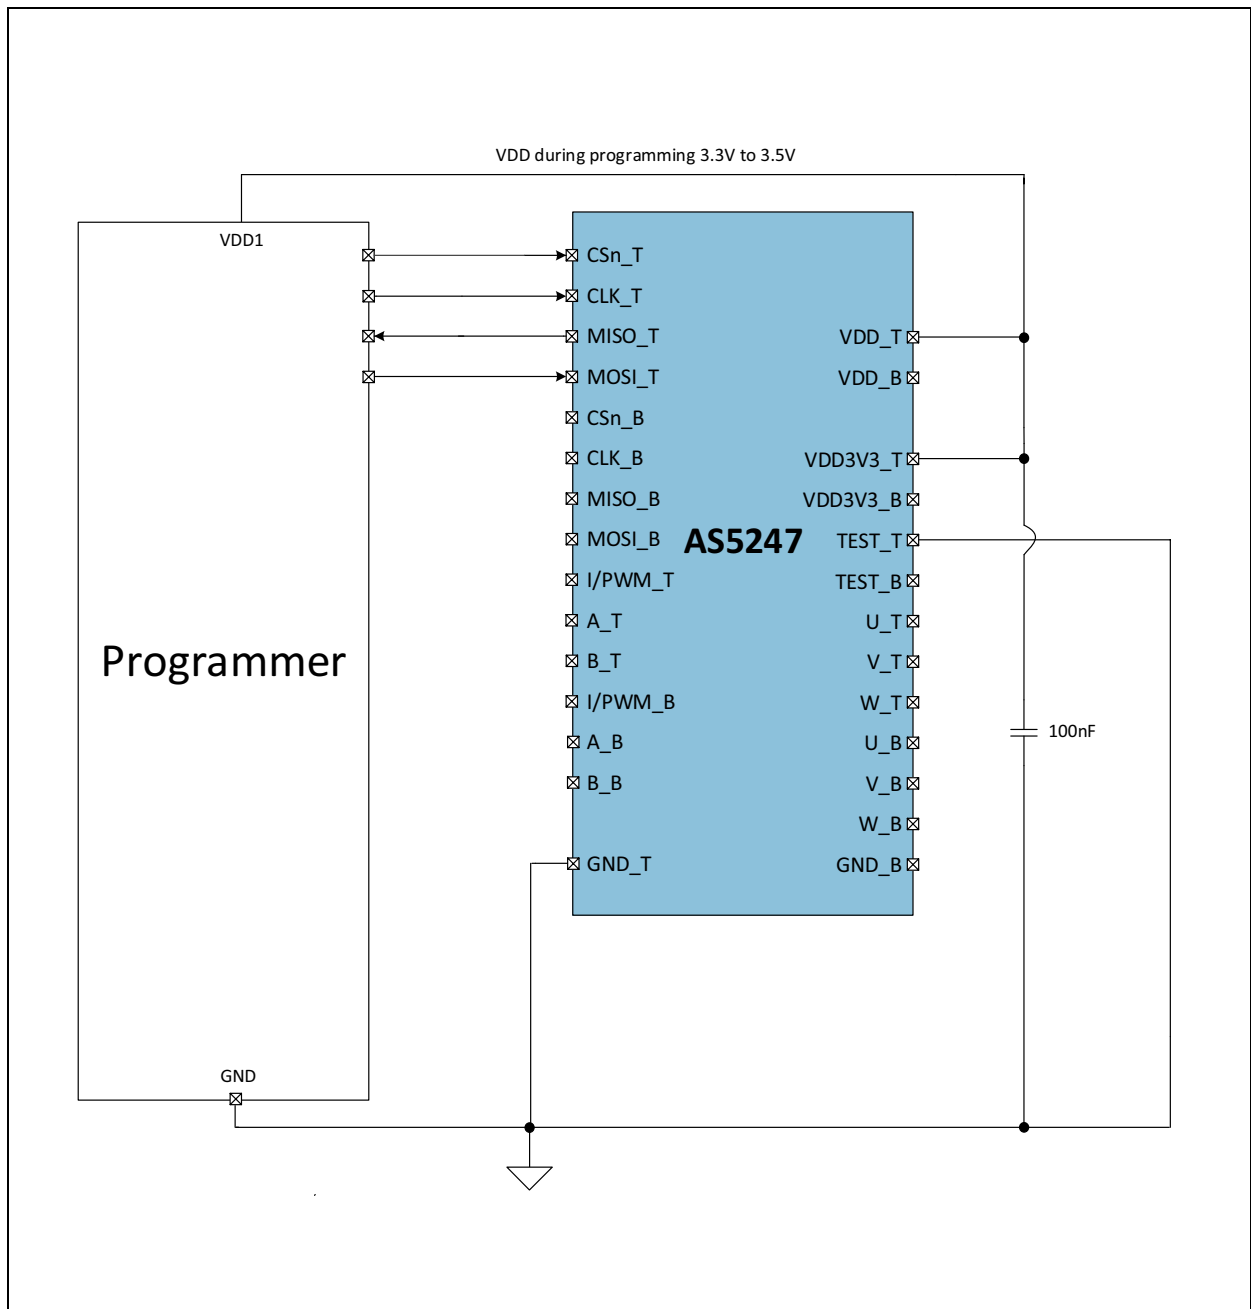 VDD during programming 3.3V to 3.5V
VDD1
Programmer
GND
CSn_T
CLK_T
MISO_T
MOSI_T
CSn_B
CLK_B
MISO_B
MOSI_B
I/PWM_T
A_T
B_T
I/PWM_B
A_B
B_B
GND_T
AS5247
VDD_T
VDD_B
VDD3V3_T
VDD3V3_B
TEST_T
TEST_B
U_T
V_T
W_T
U_B
V_B
W_B
GND_B
100nF